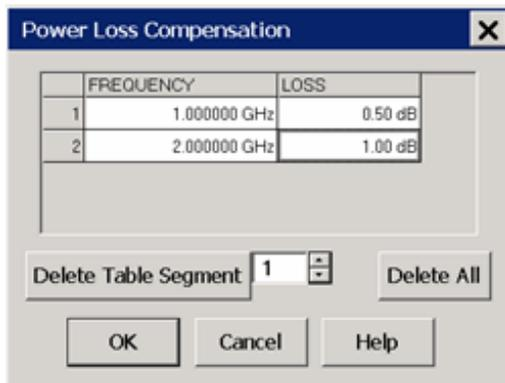 Power Loss Compensation
FREQUENCY LOSS
1 1.000000 GHz 0.50 dB
2 2.000000 GHz 1.00 dB
Delete Table Segment 1 Delete All
OK Cancel Help